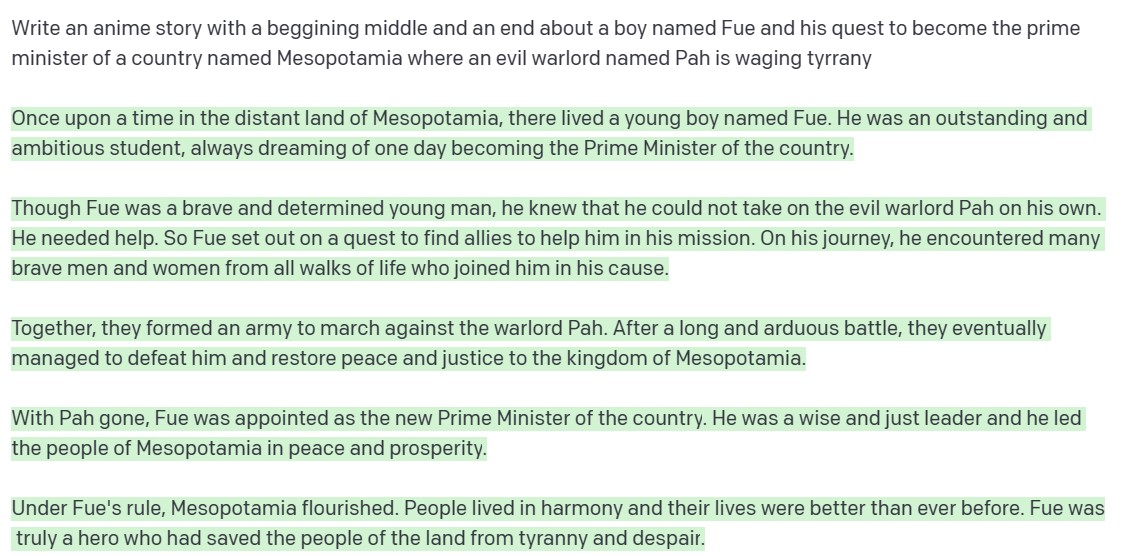 Write an anime story with a beggining middle and an end about a boy named Fue and his quest to become the prime
minister of a country named Mesopotamia where an evil warlord named Pah is waging tyrrany
Once upon a time in the distant land of Mesopotamia, there lived a young boy named Fue. He was an outstanding and
ambitious student, always dreaming of one day becoming the Prime Minister of the country.
Though Fue was a brave and determined young man, he knew that he could not take on the evil warlord Pah on his own.
He needed help. So Fue set out on a quest to find allies to help him in his mission. On his journey, he encountered many
brave men and women from all walks of life who joined him in his cause.
Together, they formed an army to march against the warlord Pah. After a long and arduous battle, they eventually
managed to defeat him and restore peace and justice to the kingdom of Mesopotamia.
With Pah gone, Fue was appointed as the new Prime Minister of the country. He was a wise and just leader and he led
the people of Mesopotamia in peace and prosperity.
Under Fue's rule, Mesopotamia flourished. People lived in harmony and their lives were better than ever before. Fue was
truly a hero who had saved the people of the land from tyranny and despair.